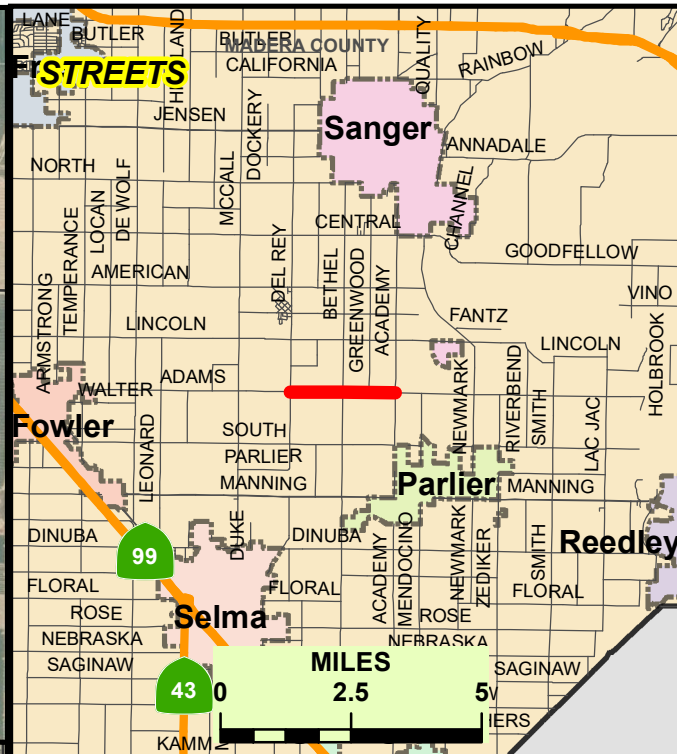 LANE
BUTLER
HIGHLAND
BUTLER
MADERA COUNTY
CALIFORNIA
QUALITY
RAINBOW
STREETS
JENSEN
DOCKERY
Sanger
ANNADALE
NORTH
DE WOLF
MCCALL
LOCAN
TEMPERANCE
CENTRAL
CHANNEL
GOODFELLOW
AMERICAN
DEL REY
BETHEL
GREENWOOD
ACADEMY
VINO
ARMSTRONG
LINCOLN
FANTZ
LINCOLN
HOLBROOK
WALTER
ADAMS
NEWMARK
RIVERBEND
SMITH
LAC JAC
Fowler
LEONARD
SOUTH
PARLIER
MANNING
Parlier
MANNING
DINUBA
DUKE
DINUBA
ACADEMY
MENDOCINO
NEWMARK
ZEDIKER
SMITH
Reedley
99
FLORAL
FLORAL
FLORAL
ROSE
Selma
ROSE
NEBRASKA
NEBRASKA
SAGINAW
MILES
SAGINAW
43
0 2.5 5